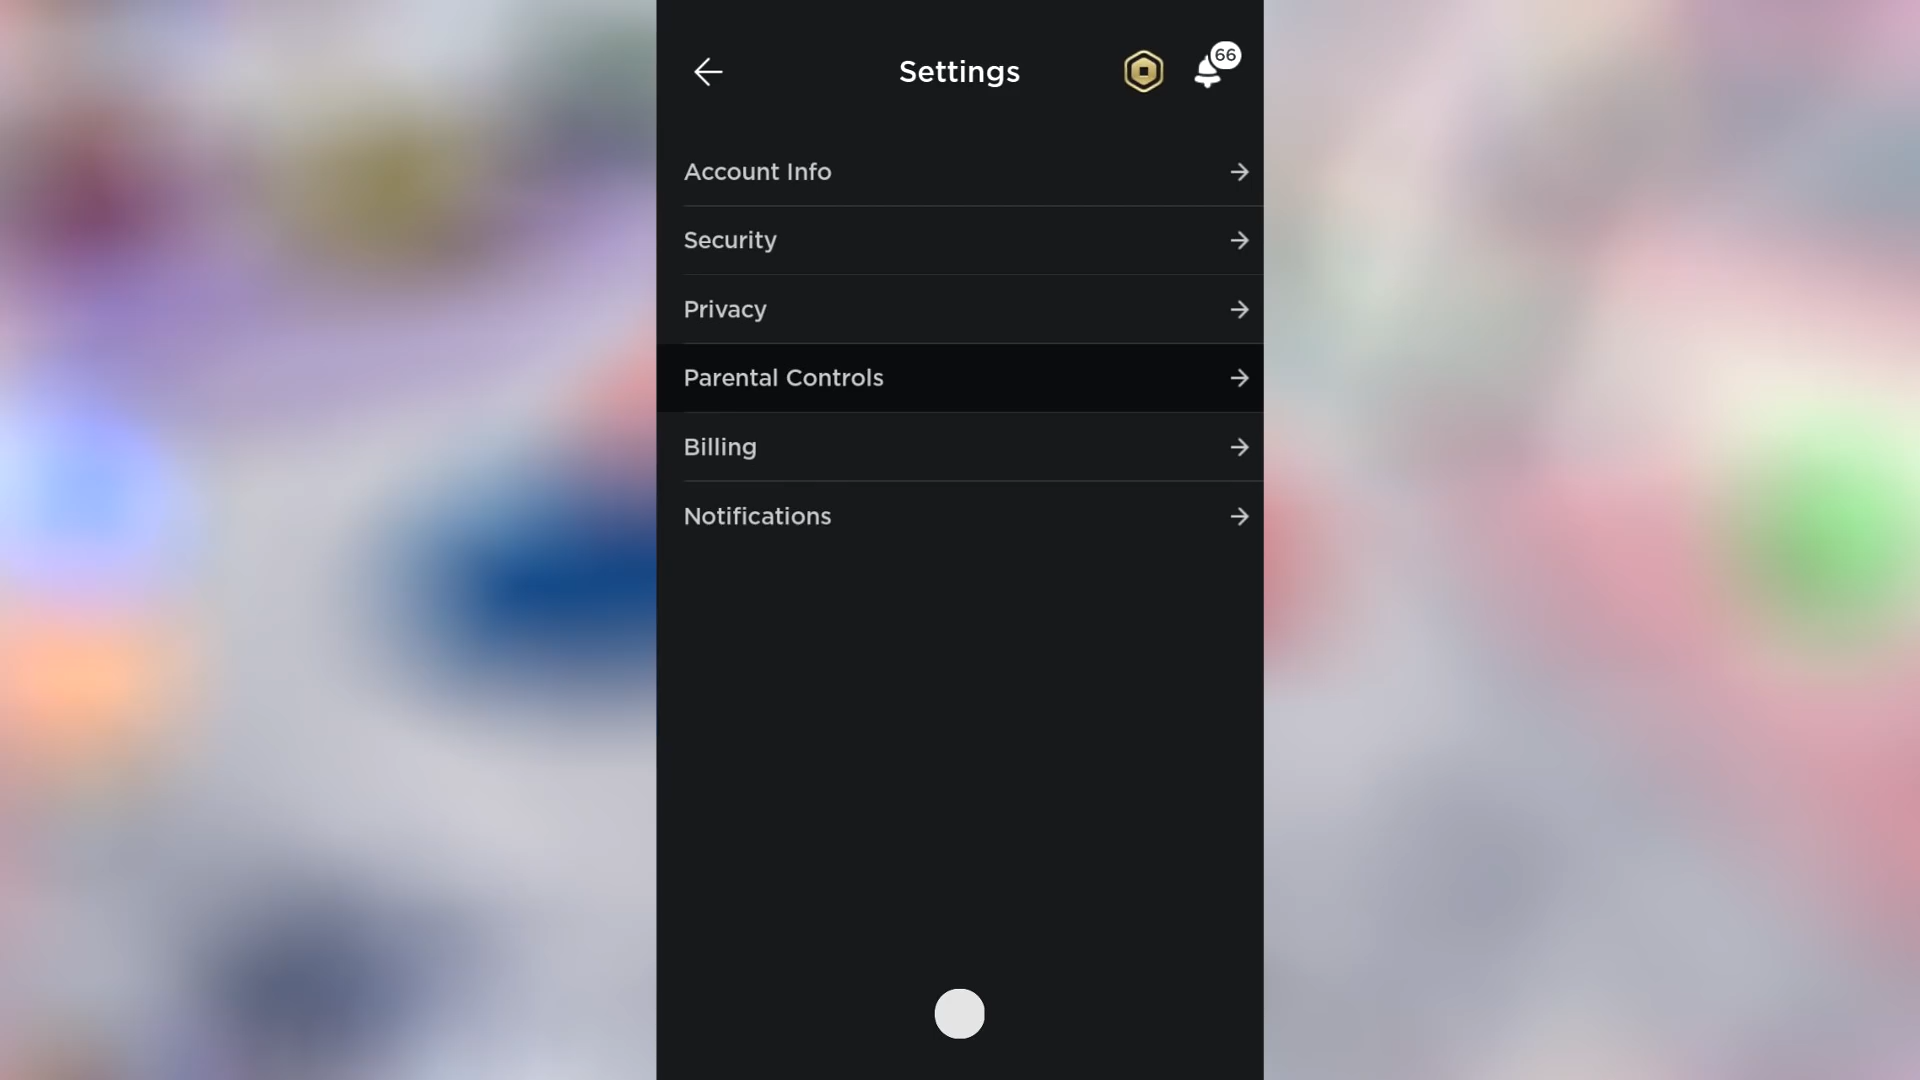 Settings
66
Account Info
Security
Privacy
Parental Controls
Billing
Notifications